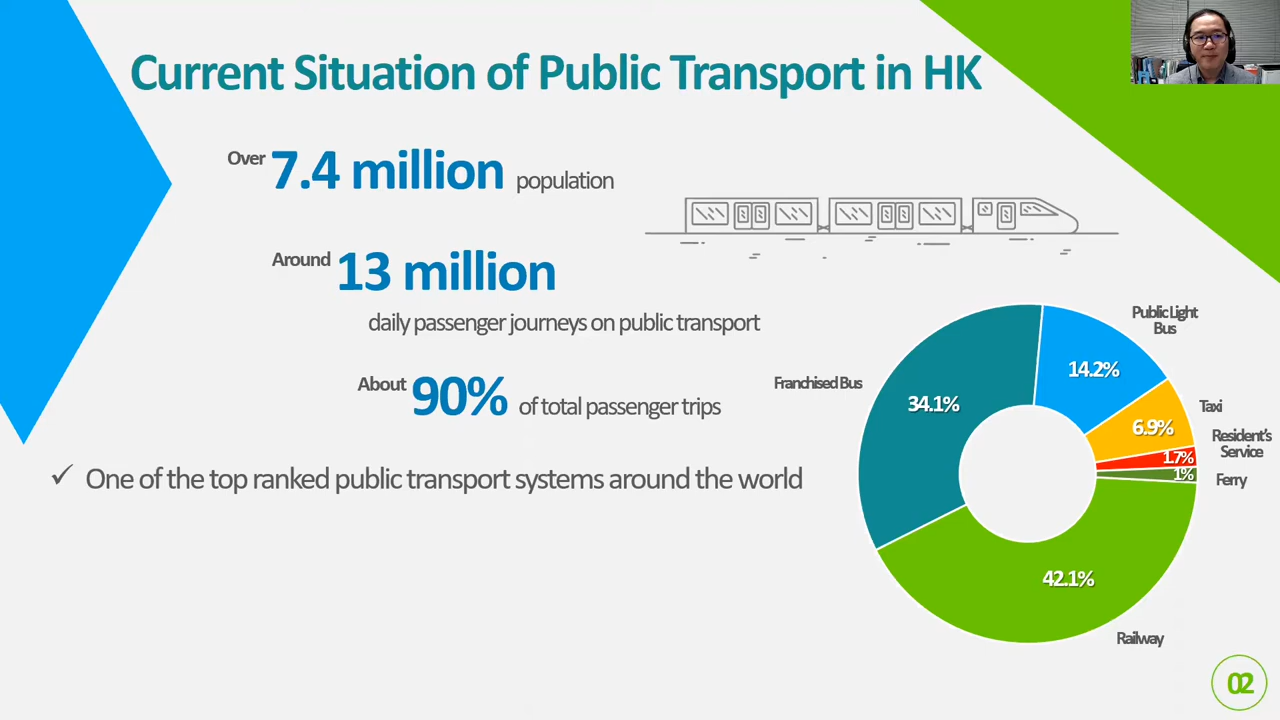 Current Situation of Public Transport in HK
Over 7.4 million population
Around 13 million
daily passenger journeys on public transport
About 90% of total passenger trips
✓ One of the top ranked public transport systems around the world
Public Light
Bus
14.2%
Franchised Bus
34.1%
Taxi
6.9%
Resident's
Service
1.7%
1%
Ferry
42.1%
Railway
02